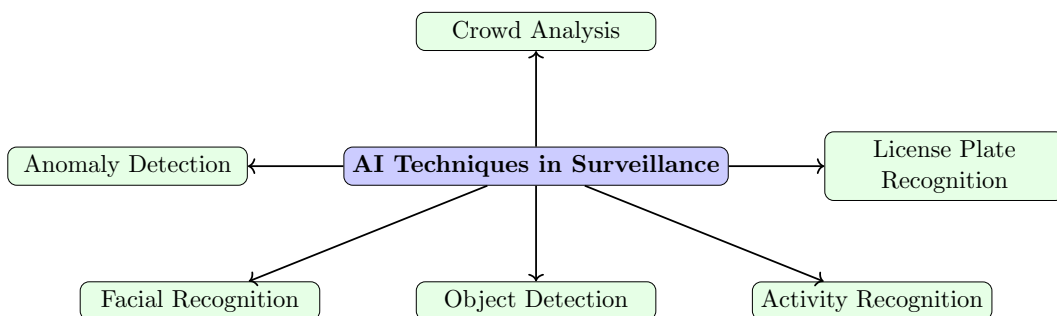 Crowd Analysis
Anomaly Detection
AI Techniques in Surveillance
License Plate
Recognition
Facial Recognition
Object Detection
Activity Recognition